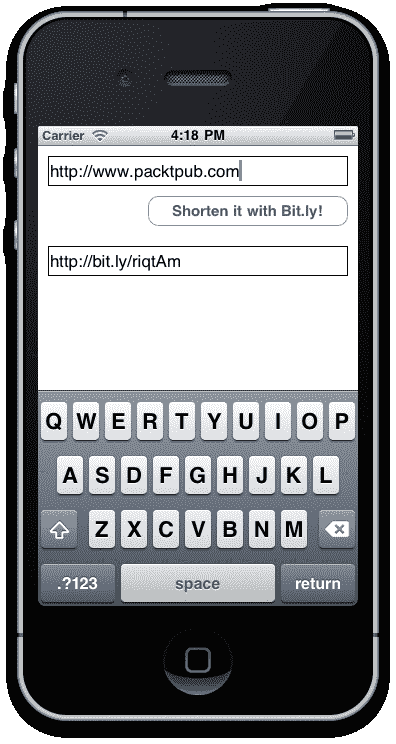 Carrier 4:18 PM
http://www.packtpub.com
Shorten it with Bit.ly!
http://bit.ly/riqtAm
Q W E R T Y U I O P
A S D F G H J K L
Z X C V B N M
.?123 space return